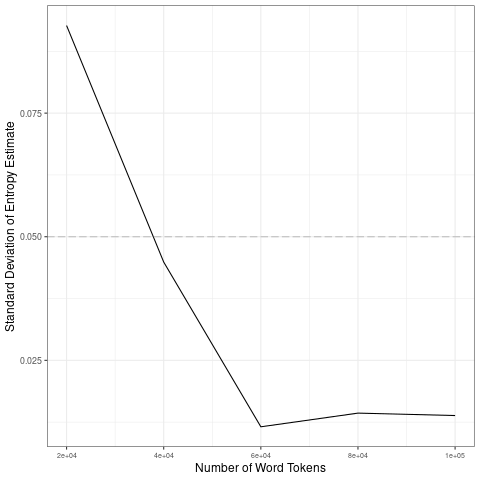 Standard Deviation of Entropy Estimate
0.075
0.050
0.025
2e+04 4e+04 6e+04 8e+04 1e+05
Number of Word Tokens